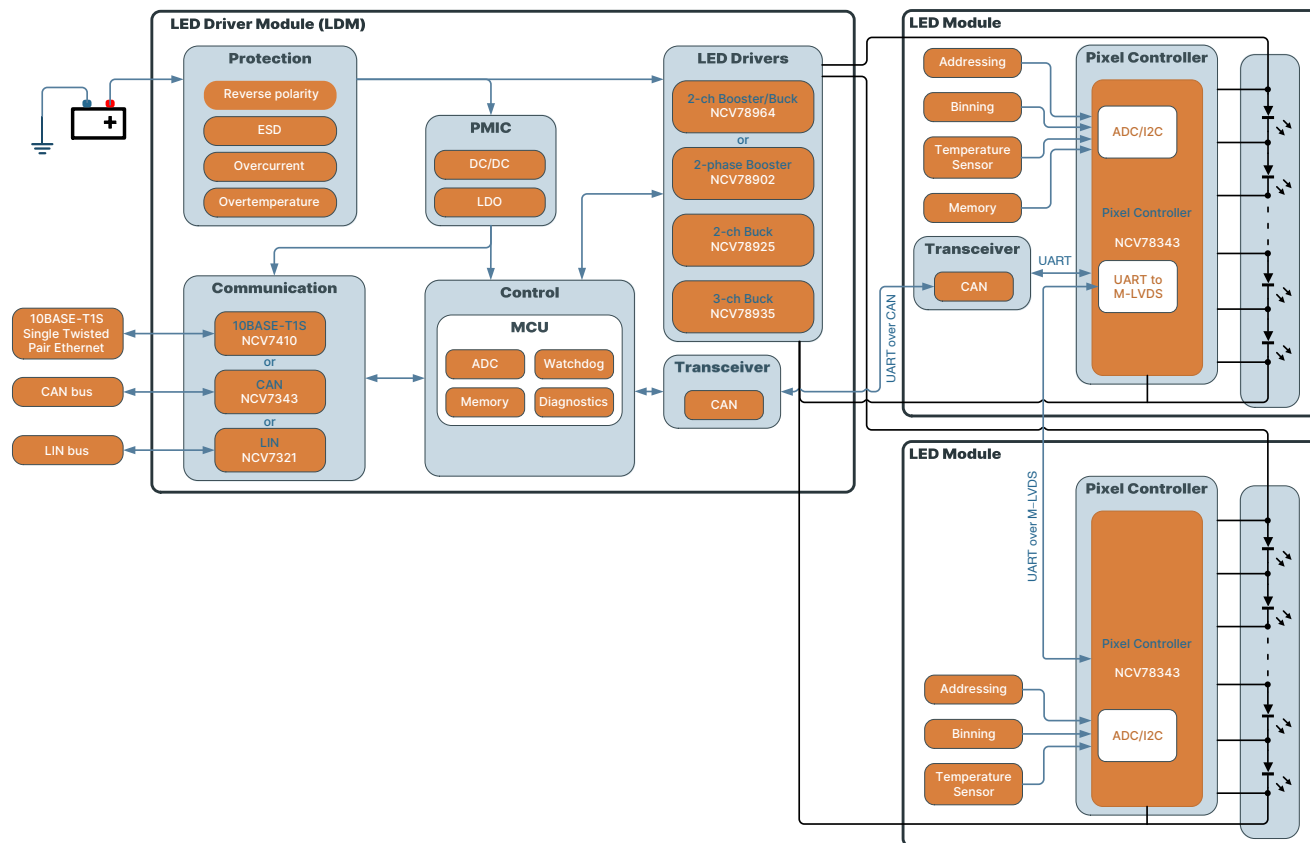 LED Driver Module (LDM)
Protection
Reverse polarity
ESD
Overcurrent
Overtemperature
PMIC
DC/DC
LDO
LED Drivers
2-ch Booster/Buck
NCV78964
or
2-phase Booster
NCV78902
2-ch Buck
NCV78925
3-ch Buck
NCV78935
Communication
10BASE-T1S
NCV7410
or
CAN
NCV7343
or
LIN
NCV7321
10BASE-T1S
Single Twisted
Pair Ethernet
CAN bus
LIN bus
Control
MCU
ADC
Watchdog
Memory
Diagnostics
Transceiver
CAN
UART over CAN
LED Module
Addressing
Binning
Temperature
Sensor
Memory
Transceiver
CAN
UART
Pixel Controller
ADC/I2C
Pixel Controller
NCV78343
UART to
M-LVDS
UART over M-LVDS
LED Module
Pixel Controller
Pixel Controller
NCV78343
ADC/I2C
Addressing
Binning
Temperature
Sensor